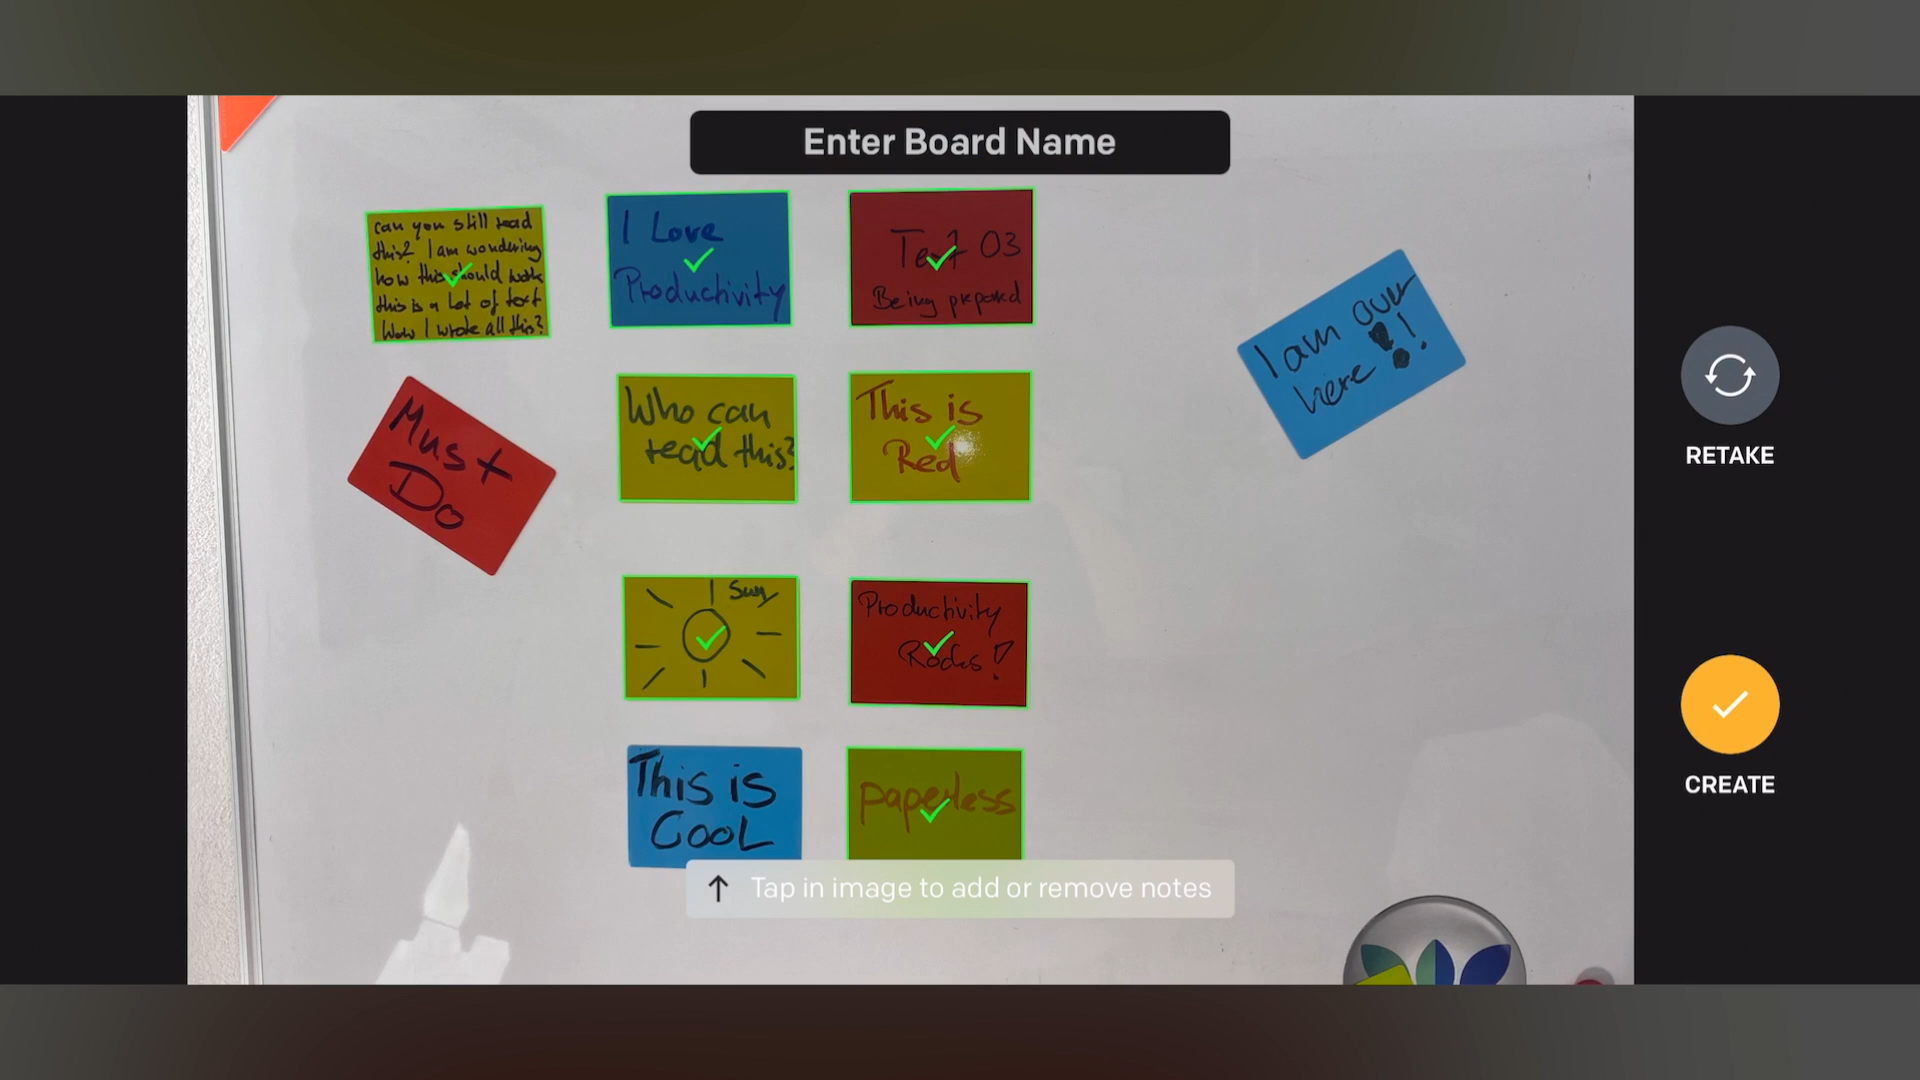 Enter Board Name
can you still read
this? I am wondering
how this should work
this is a lot of text
Wow I wrote all this?
I Love
Productivity
Text 03
Being prepared
I am over
here !!
Must
Do
Who can
read this?
This is
Red
Sun
Productivity
Rocks!
This is
Cool
paperless
Tap in image to add or remove notes
RETAKE
CREATE